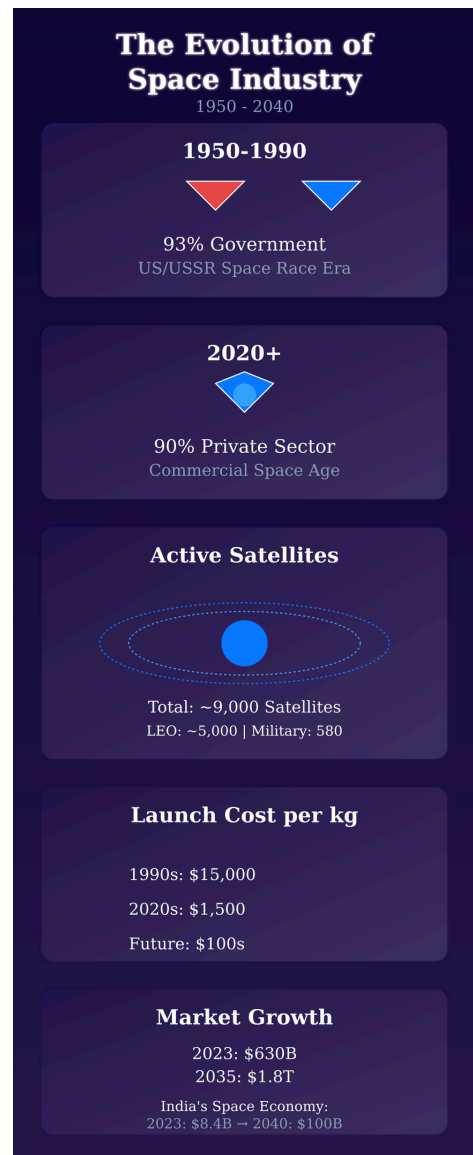 The Evolution of
Space Industry
1950 - 2040
1950-1990
93% Government
US/USSR Space Race Era
2020+
90% Private Sector
Commercial Space Age
Active Satellites
Total: ~9,000 Satellites
LEO: ~5,000 | Military: 580
Launch Cost per kg
1990s: $15,000
2020s: $1,500
Future: $100s
Market Growth
2023: $630B
2035: $1.8T
India's Space Economy:
2023: $8.4B → 2040: $100B